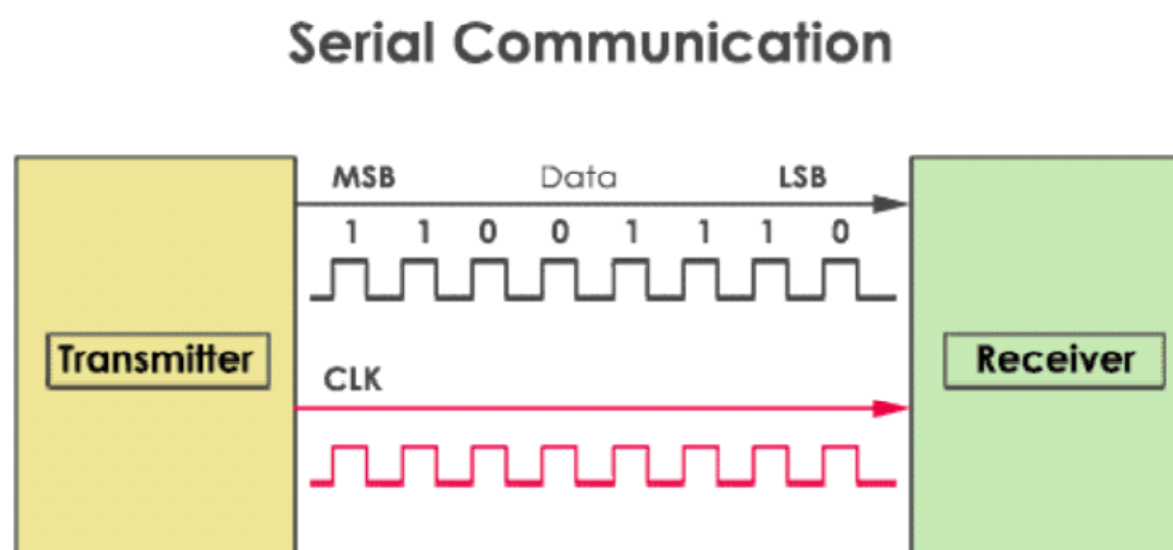 Serial Communication
MSB Data LSB
1 1 0 0 1 1 1 0
Transmitter
Receiver
CLK